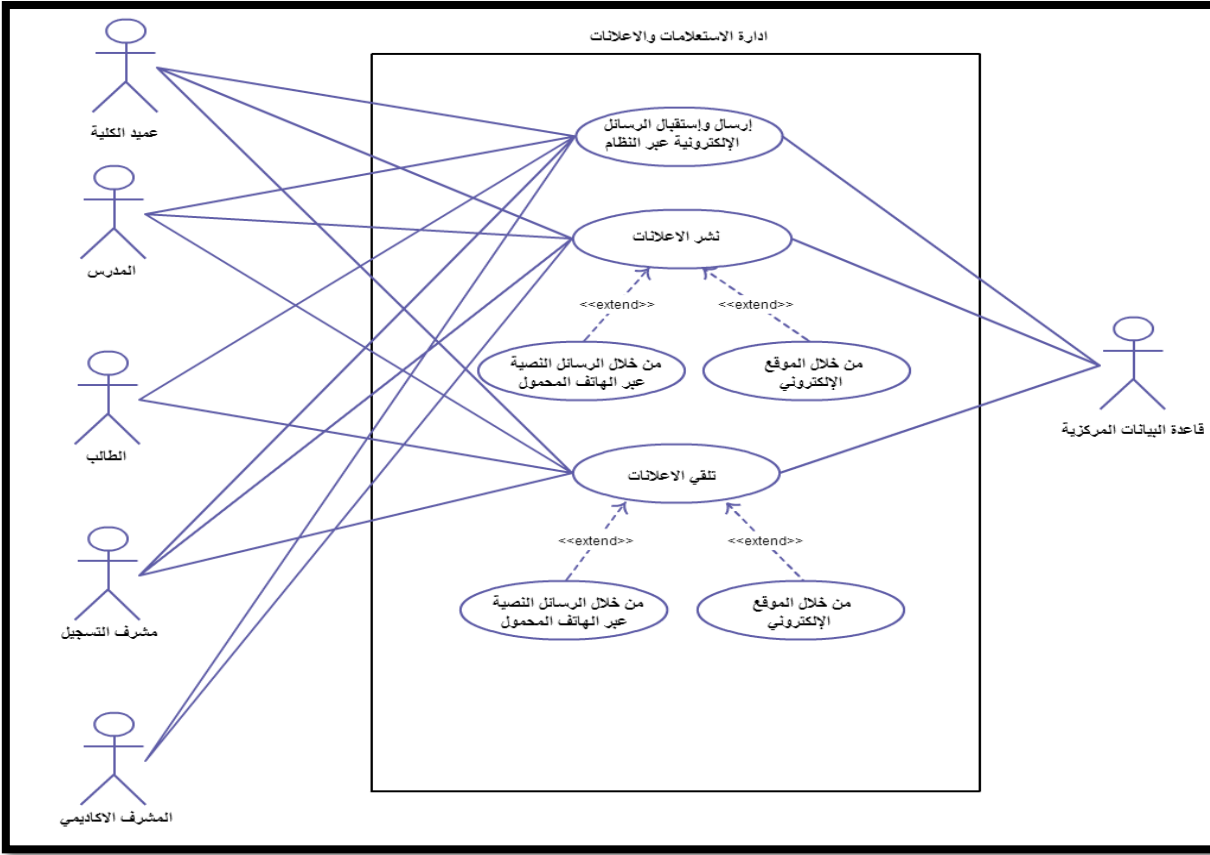 ادارة الاستعلامات والاعلانات
عميد الكلية
المدرس
الطالب
مشرف التسجيل
المشرف الاكاديمي
إرسال وإستقبال الرسائل
الإلكترونية عبر النظام
نشر الاعلانات
<<extend>>
<<extend>>
من خلال الرسائل النصية
عبر الهاتف المحمول
من خلال الموقع
الإلكتروني
تلقي الاعلانات
<<extend>>
<<extend>>
من خلال الرسائل النصية
عبر الهاتف المحمول
من خلال الموقع
الإلكتروني
قاعدة البيانات المركزية